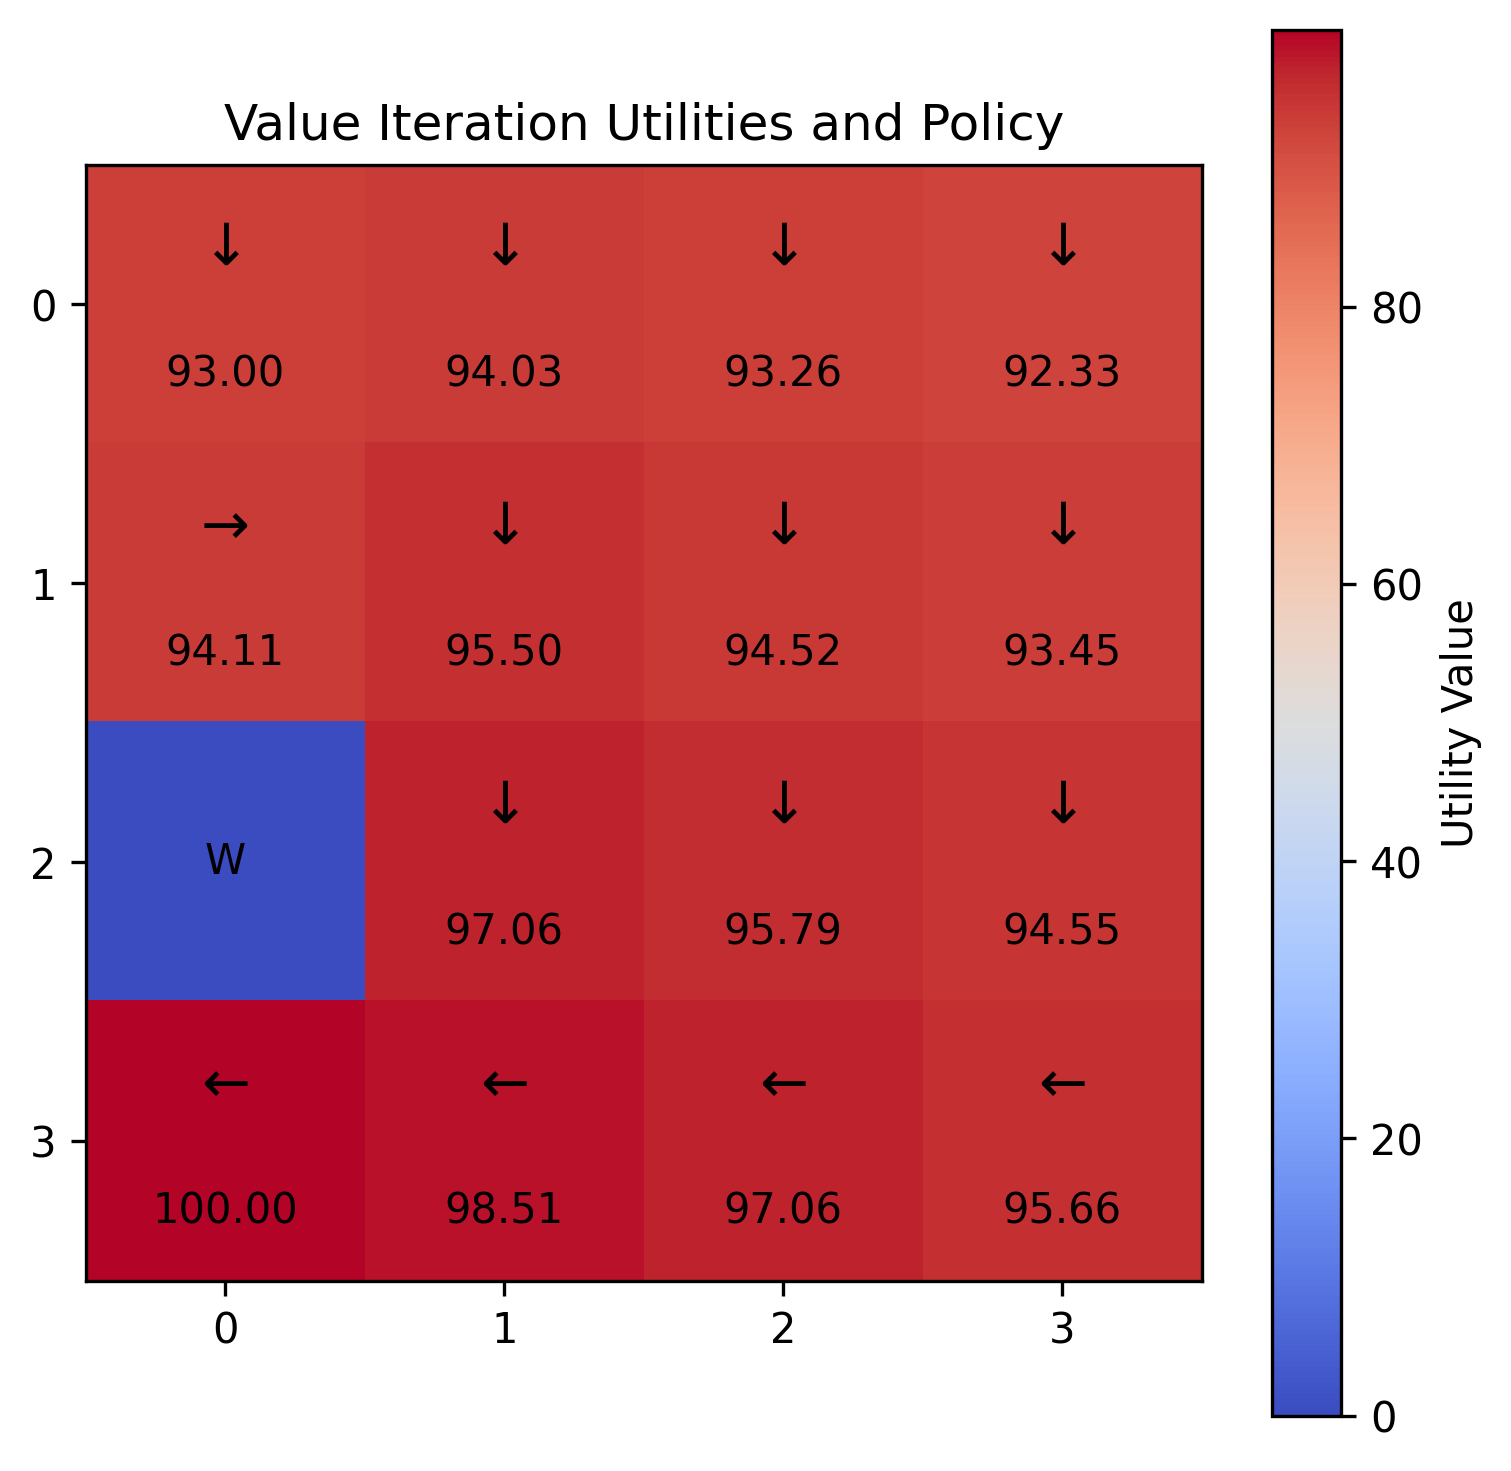 Value Iteration Utilities and Policy
↓ ↓ ↓ ↓
0
93.00 94.03 93.26 92.33
→ ↓ ↓ ↓
1
94.11 95.50 94.52 93.45
↓ ↓ ↓
2
W
97.06 95.79 94.55
← ← ← ←
3
100.00 98.51 97.06 95.66
0 1 2 3
80
60
40
20
0
Utility Value